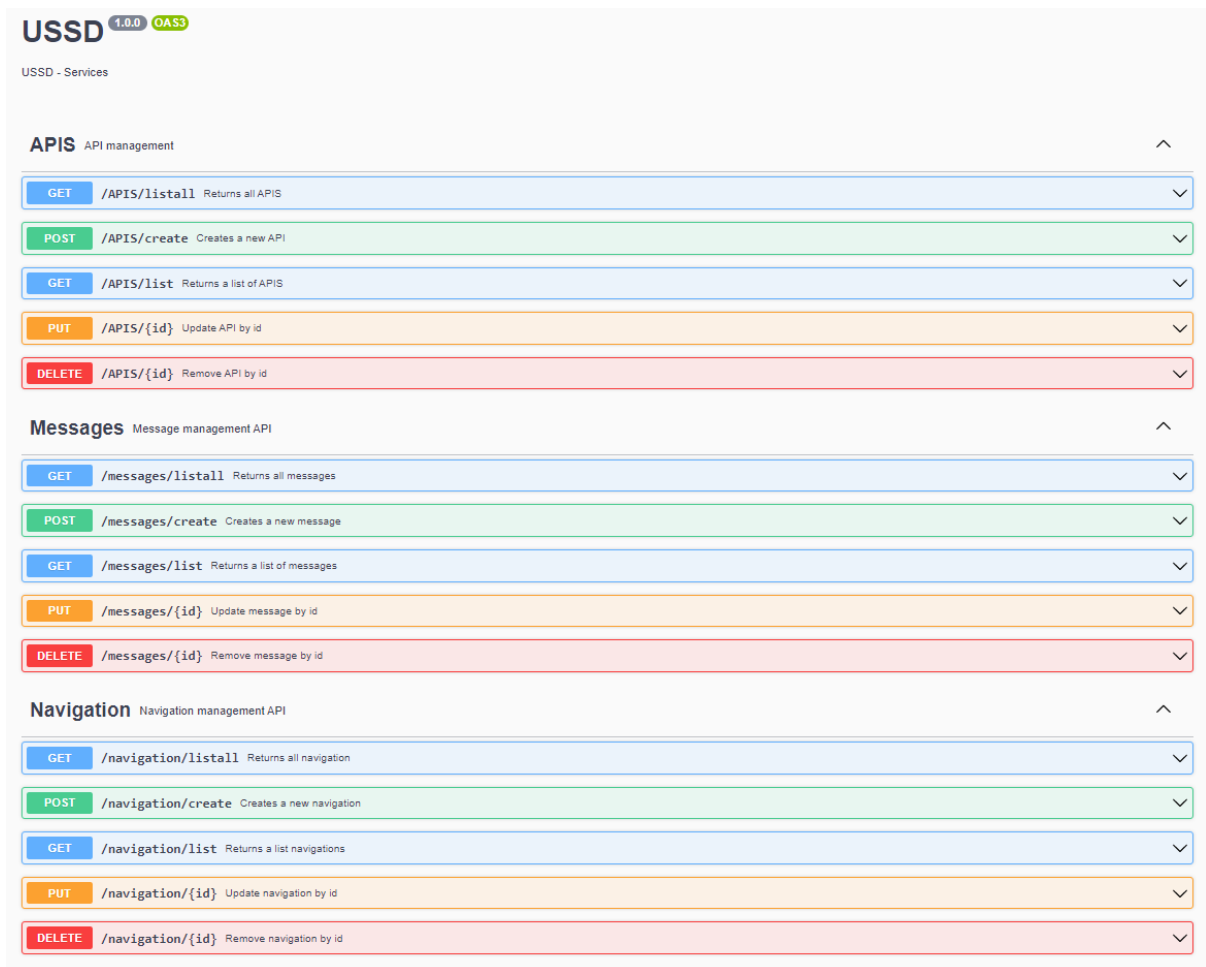 USSD 1.0.0 OAS3
USSD - Services
APIS API management
GET /APIS/listall Returns all APIS
POST /APIS/create Creates a new API
GET /APIS/list Returns a list of APIS
PUT /APIS/{id} Update API by id
DELETE /APIS/{id} Remove API by id
Messages Message management API
GET /messages/listall Returns all messages
POST /messages/create Creates a new message
GET /messages/list Returns a list of messages
PUT /messages/{id} Update message by id
DELETE /messages/{id} Remove message by id
Navigation Navigation management API
GET /navigation/listall Returns all navigation
POST /navigation/create Creates a new navigation
GET /navigation/list Returns a list navigations
PUT /navigation/{id} Update navigation by id
DELETE /navigation/{id} Remove navigation by id